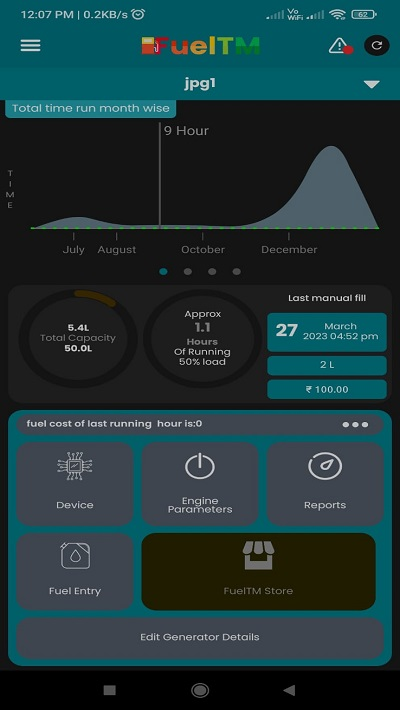 12:07 PM | 0.2KB/s
Vo
WiFi
62
FuelTM
jpg1
Total time run month wise
9 Hour
TIME
July August October December
5.4L
Total Capacity
50.0L
Approx
1.1
Hours
Of Running
50% load
Last manual fill
27 March
2023 04:52 pm
2 L
₹ 100.00
fuel cost of last running hour is:0
Device
Engine
Parameters
Reports
Fuel Entry
FuelTM Store
Edit Generator Details